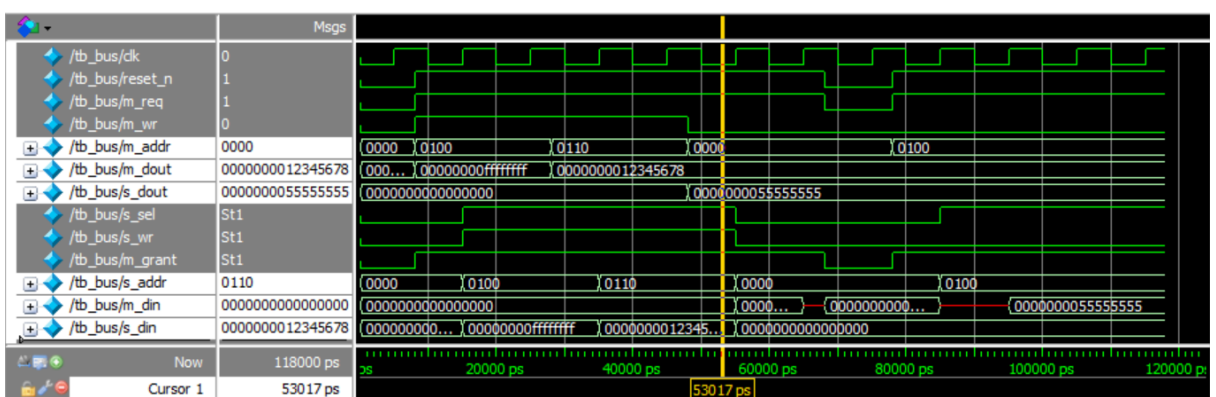 Msgs
/tb_bus/clk 0
/tb_bus/reset_n 1
/tb_bus/m_req 1
/tb_bus/m_wr 0
/tb_bus/m_addr 0000 0000 0100 0110 0000 0100
/tb_bus/m_dout 0000000012345678 000... 00000000ffffffff 0000000012345678
/tb_bus/s_dout 0000000055555555 0000000000000000 0000000055555555
/tb_bus/s_sel St1
/tb_bus/s_wr St1
/tb_bus/m_grant St1
/tb_bus/s_addr 0110 0000 0100 0110 0000 0100
/tb_bus/m_din 0000000000000000 0000000000000000 0000... 0000000000... 0000000055555555
/tb_bus/s_din 0000000012345678 000000000... 00000000ffffffff 0000000012345... 0000000000000000
Now 118000 ps ps 20000 ps 40000 ps 60000 ps 80000 ps 100000 ps 120000 p
Cursor 1 53017 ps 53017 ps